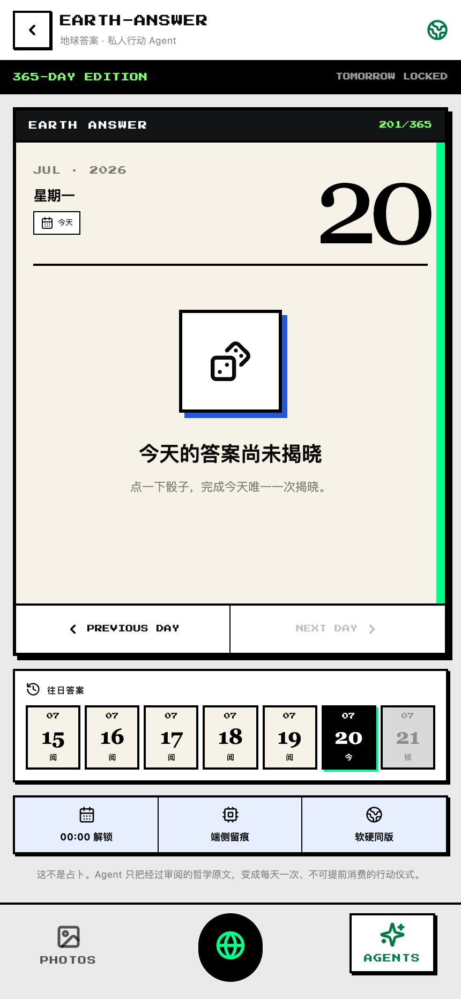 EARTH-ANSWER
地球答案 · 私人行动 Agent
365-DAY EDITION
TOMORROW LOCKED
EARTH ANSWER
201/365
JUL · 2026
星期一
今天
20
今天的答案尚未揭晓
点一下骰子，完成今天唯一一次揭晓。
PREVIOUS DAY
NEXT DAY
往日答案
07
15
阅
07
16
阅
07
17
阅
07
18
阅
07
19
阅
07
20
今
07
21
锁
00:00 解锁
端侧留痕
软硬同版
这不是占卜。Agent 只把经过审阅的哲学原文，变成每天一次、不可提前消费的行动仪式。
PHOTOS
AGENTS